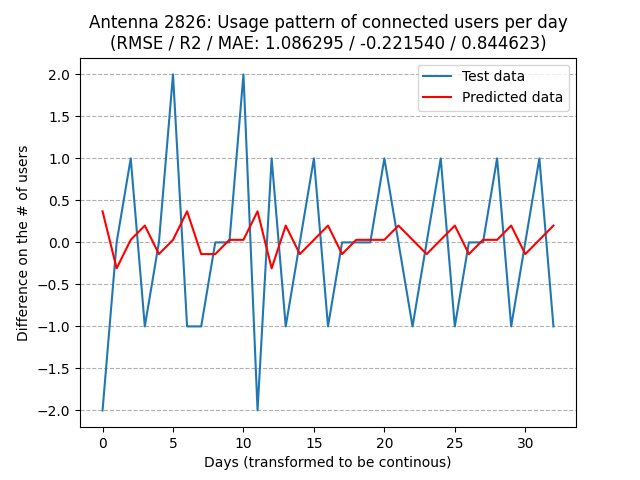 Antenna 2826: Usage pattern of connected users per day
(RMSE / R2 / MAE: 1.086295 / -0.221540 / 0.844623)
Test data
Predicted data
Difference on the # of users
2.0
1.5
1.0
0.5
0.0
−0.5
−1.0
−1.5
−2.0
0 5 10 15 20 25 30
Days (transformed to be continous)